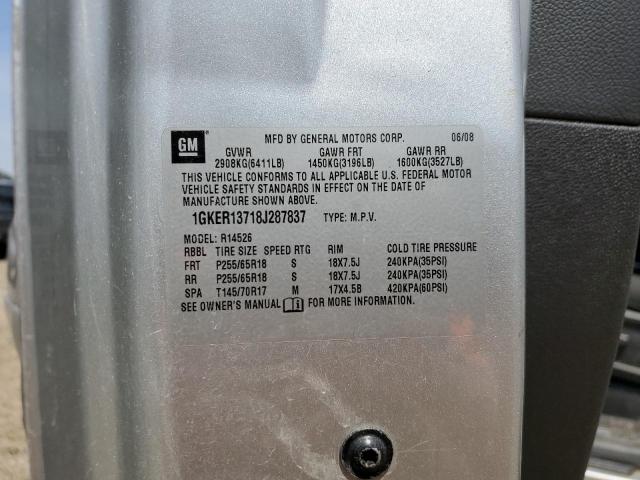 GM
MFD BY GENERAL MOTORS CORP. 06/08
GVWR GAWR FRT GAWR RR
2908KG(6411LB) 1450KG(3196LB) 1600KG(3527LB)
THIS VEHICLE CONFORMS TO ALL APPLICABLE U.S. FEDERAL MOTOR
VEHICLE SAFETY STANDARDS IN EFFECT ON THE DATE OF
MANUFACTURE SHOWN ABOVE.
1GKER13718J287837 TYPE: M.P.V.
MODEL: R14526
RBBL TIRE SIZE SPEED RTG RIM COLD TIRE PRESSURE
FRT P255/65R18 S 18X7.5J 240KPA(35PSI)
RR P255/65R18 S 18X7.5J 240KPA(35PSI)
SPA T145/70R17 M 17X4.5B 420KPA(60PSI)
SEE OWNER'S MANUAL i FOR MORE INFORMATION.